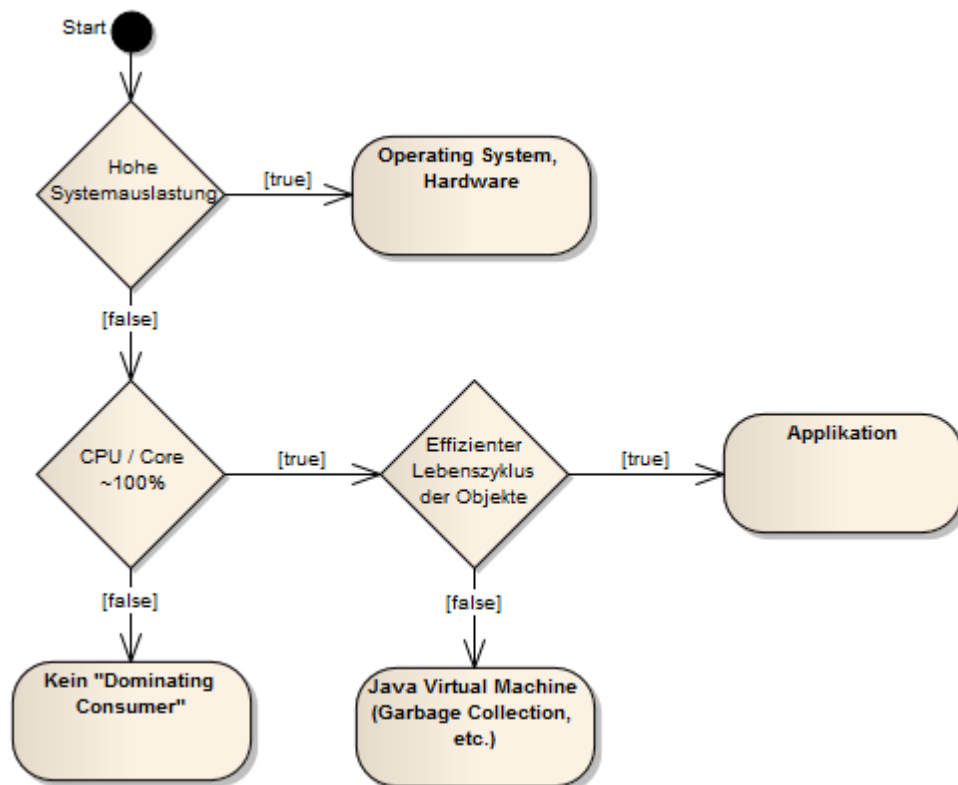 Start
Hohe
Systemauslastung
[true]
Operating System,
Hardware
[false]
CPU / Core
~100%
[true]
Effizienter
Lebenszyklus
der Objekte
[true]
Applikation
[false]
[false]
Kein "Dominating
Consumer"
Java Virtual Machine
(Garbage Collection,
etc.)